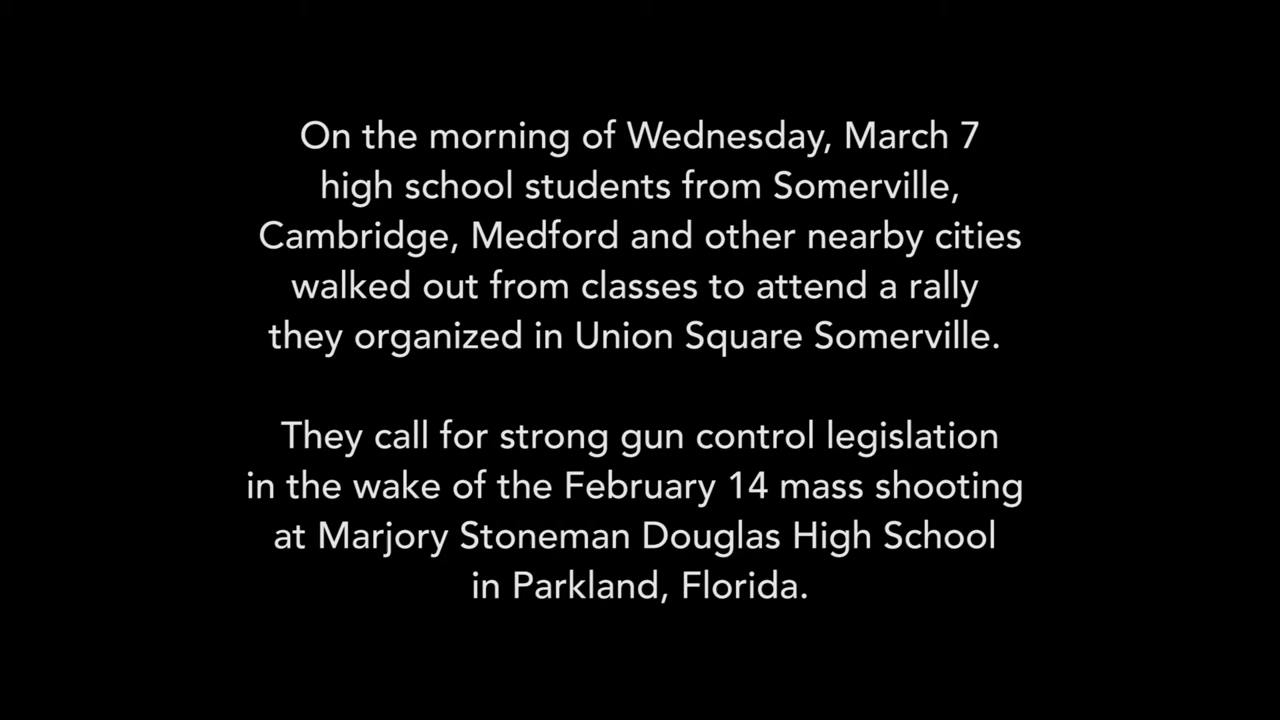 On the morning of Wednesday, March 7
high school students from Somerville,
Cambridge, Medford and other nearby cities
walked out from classes to attend a rally
they organized in Union Square Somerville.
They call for strong gun control legislation
in the wake of the February 14 mass shooting
at Marjory Stoneman Douglas High School
in Parkland, Florida.